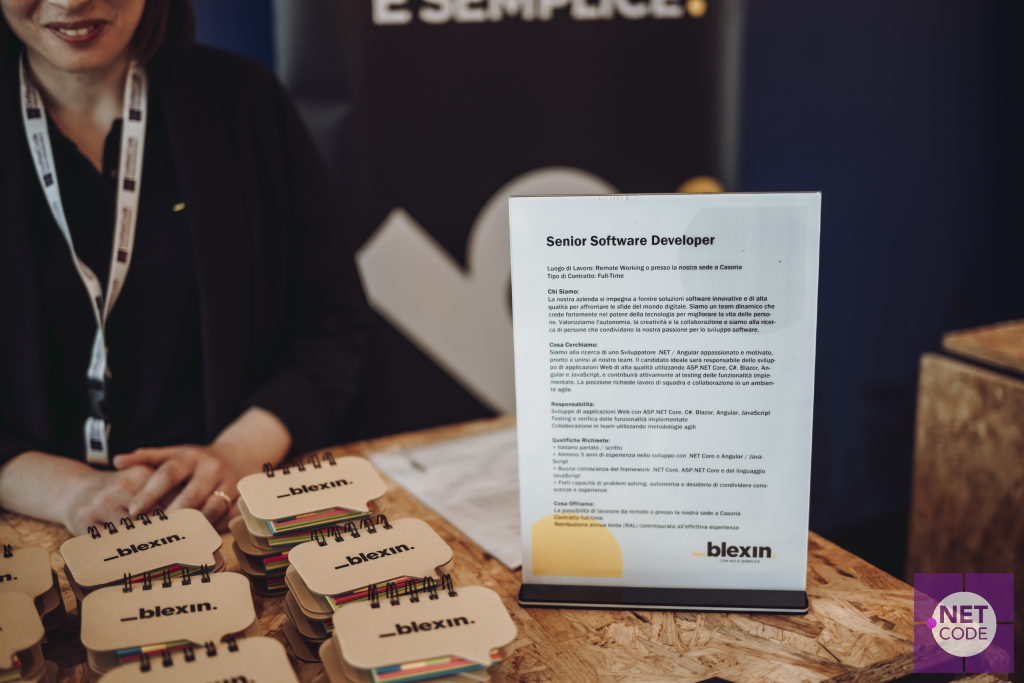 E SEMPLICE.
Senior Software Developer
Luogo di Lavoro: Remote Working o presso la nostra sede a Casoria
Tipo di Contratto: Full-Time
Chi Siamo:
La nostra azienda si impegna a fornire soluzioni software innovative e di alta
qualità per affrontare le sfide del mondo digitale. Siamo un team dinamico che
crede fortemente nel potere della tecnologia per migliorare la vita delle perso-
ne. Valorizziamo l'autonomia, la creatività e la collaborazione e siamo alla ricer-
ca di persone che condividano la nostra passione per lo sviluppo software.
Cosa Cerchiamo:
Siamo alla ricerca di uno Sviluppatore .NET / Angular appassionato e motivato,
pronto a unirsi al nostro team. Il candidato ideale sarà responsabile dello svilup-
po di applicazioni Web di alta qualità utilizzando ASP.NET Core, C#, Blazor, An-
gular e JavaScript, e contribuirà attivamente al testing delle funzionalità imple-
mentate. La posizione richiede lavoro di squadra e collaborazione in un ambien-
te agile.
Responsabilità:
Sviluppo di applicazioni Web con ASP.NET Core, C#, Blazor, Angular, JavaScript
Testing e verifica delle funzionalità implementate
Collaborazione in team utilizzando metodologie agili
Qualifiche Richieste:
> Italiano parlato / scritto
> Almeno 3 anni di esperienza nello sviluppo con .NET Core o Angular / Java-
Script
> Buona conoscenza del framework .NET Core, ASP.NET Core e del linguaggio
JavaScript
> Forti capacità di problem solving, autonomia e desiderio di condividere cono-
scenze e esperienze
Cosa Offriamo:
La possibilità di lavorare da remoto o presso la nostra sede a Casoria
Contratto full-time
Retribuzione annua lorda (RAL) commisurata all'effettiva esperienza
_blexin.
CON NOI È SEMPLICE
_blexin.
_blexin.
_blexin.
_blexin.
_blexin.
n.
NET
CODE